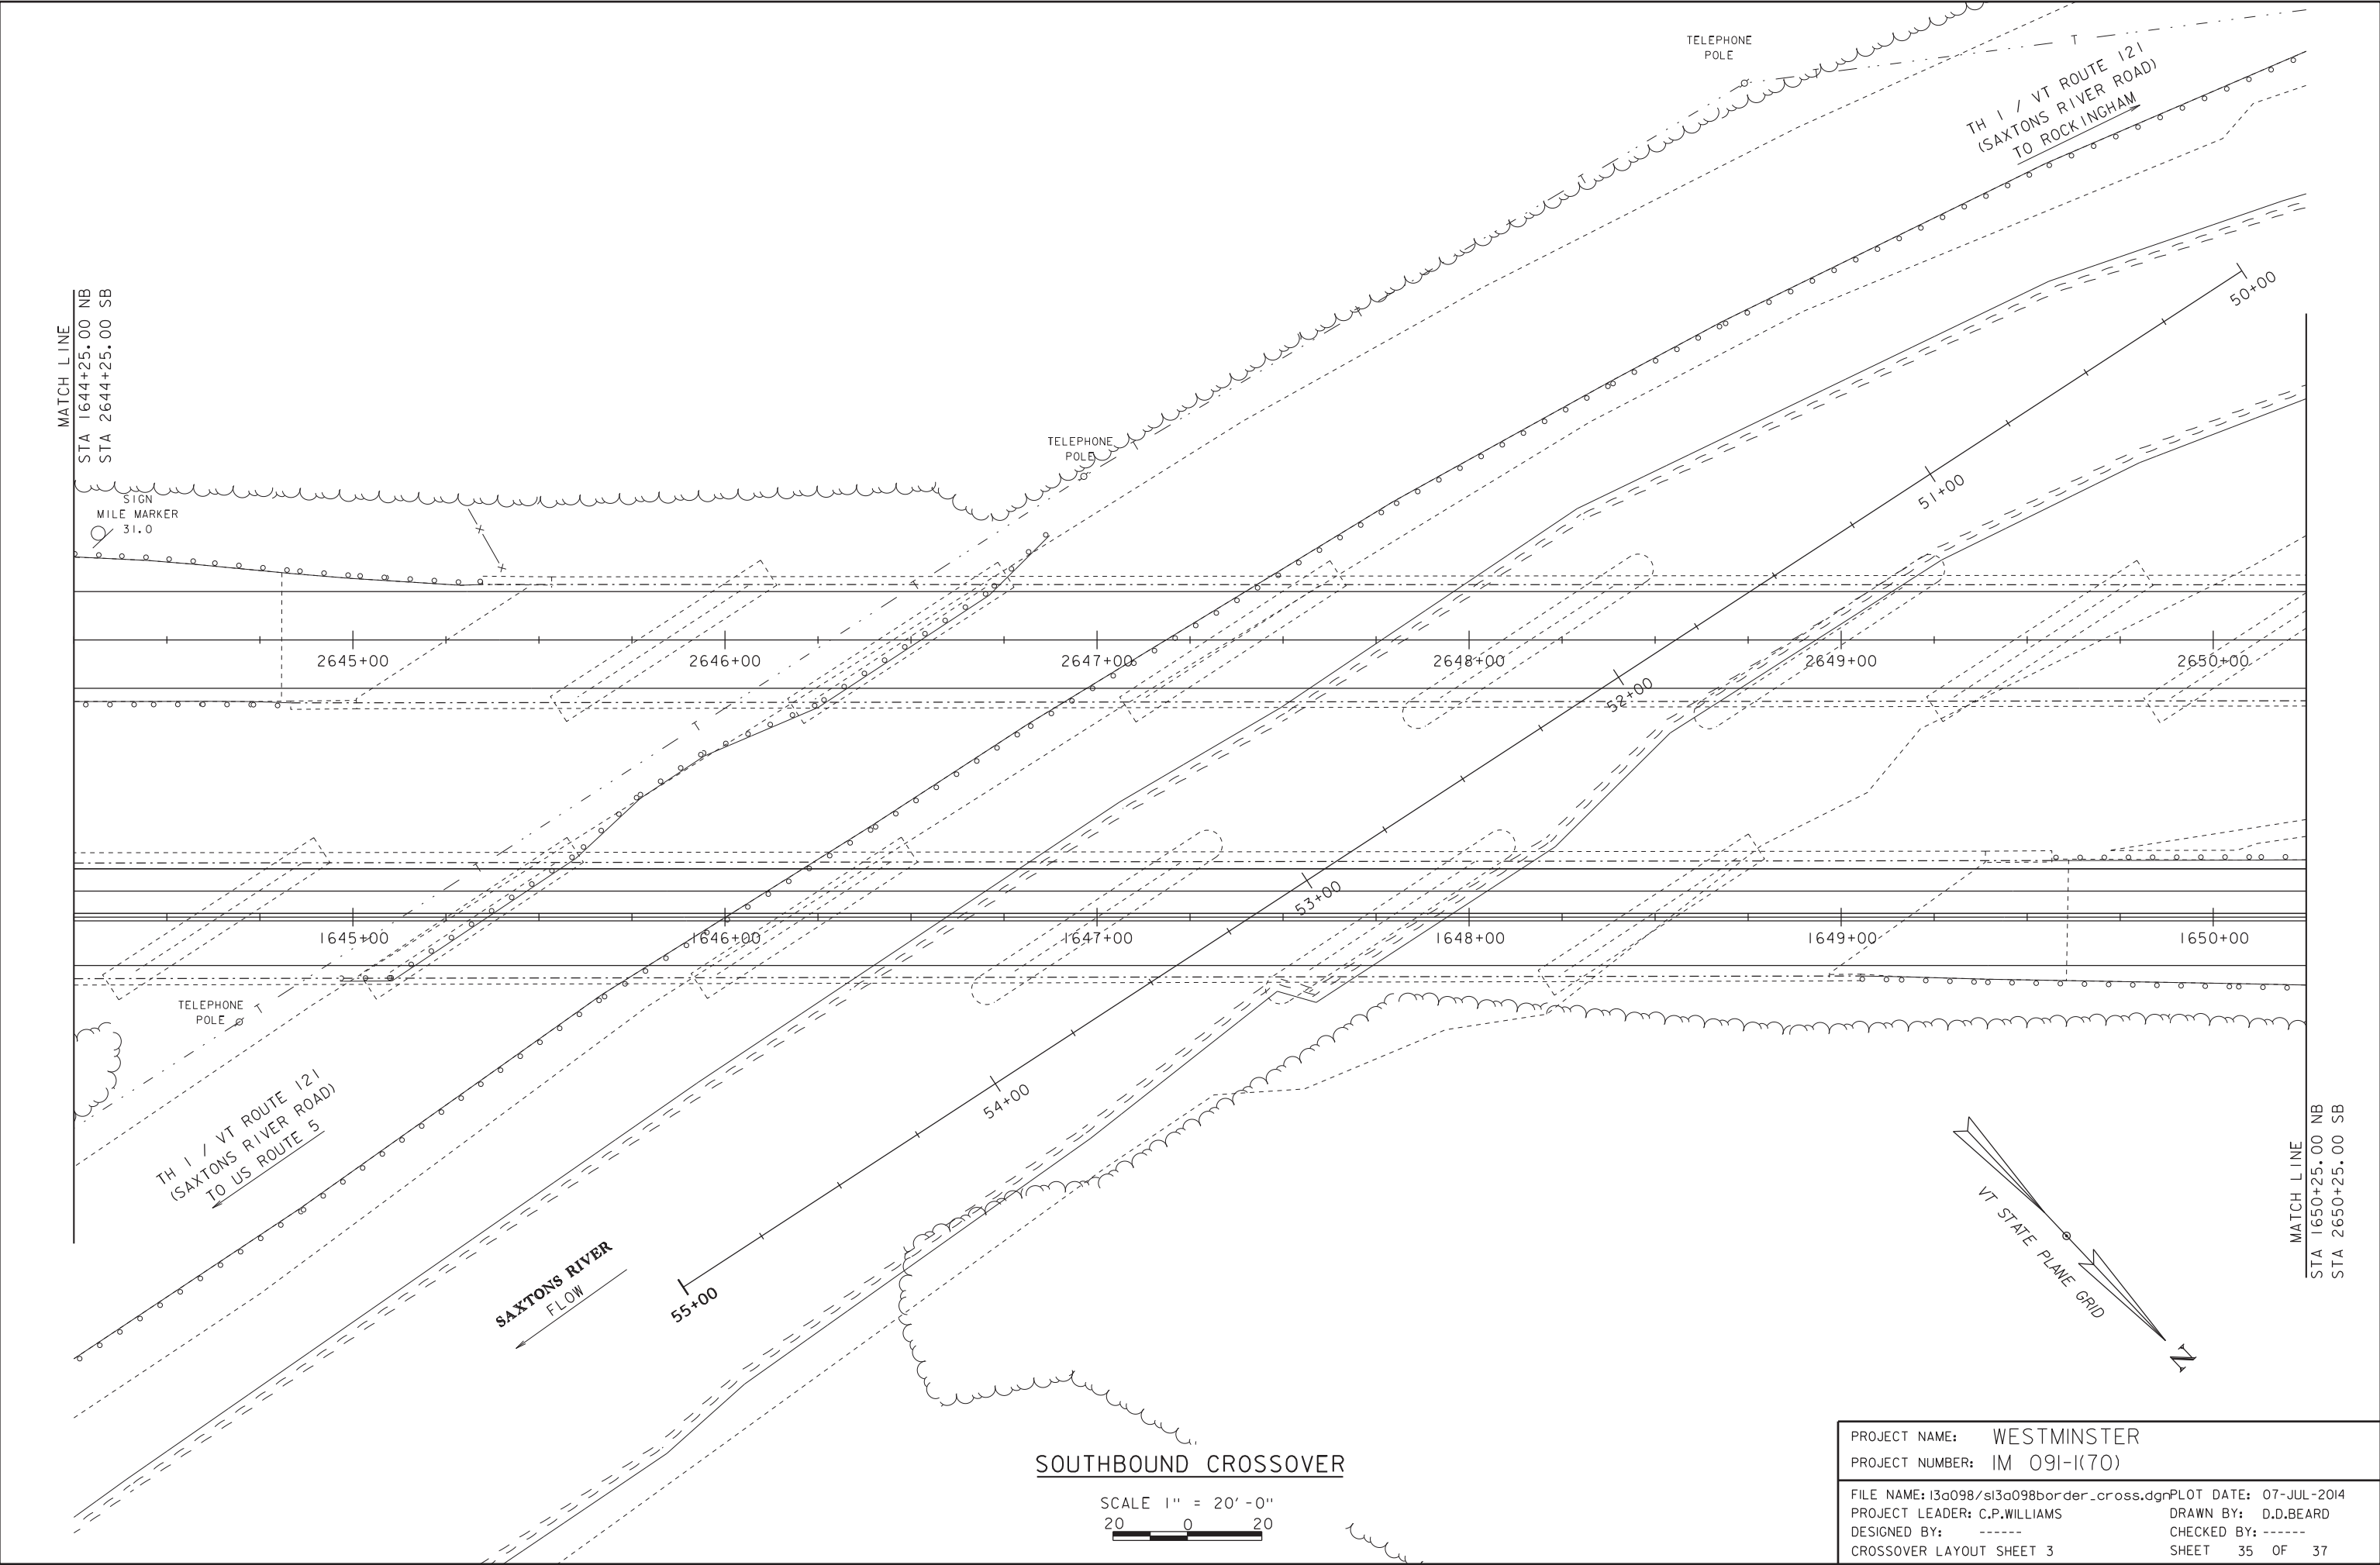 TELEPHONE
POLE
T
TH 1 / VT ROUTE 121
(SAXTONS RIVER ROAD)
TO ROCKINGHAM
T
T
T
MATCH LINE
STA 1644+25.00 NB
STA 2644+25.00 SB
50+00
TELEPHONE
POLE
T
SIGN
MILE MARKER
31.0
51+00
T
2645+00
2646+00
2647+00
2648+00
2649+00
2650+00
52+00
T
T
53+00
1645+00
1646+00
1647+00
1648+00
1649+00
1650+00
TELEPHONE
POLE
T
54+00
TH 1 / VT ROUTE 121
(SAXTONS RIVER ROAD)
TO US ROUTE 5
SAXTONS RIVER
FLOW
55+00
VT STATE PLANE GRID
N
MATCH LINE
STA 1650+25.00 NB
STA 2650+25.00 SB
SOUTHBOUND CROSSOVER
SCALE 1" = 20'-0"
20 0 20
PROJECT NAME: WESTMINSTER
PROJECT NUMBER: IM 091-1(70)
FILE NAME: 13a098/s13a098border_cross.dgn PLOT DATE: 07-JUL-2014
PROJECT LEADER: C.P.WILLIAMS DRAWN BY: D.D.BEARD
DESIGNED BY: ------ CHECKED BY: ------
CROSSOVER LAYOUT SHEET 3 SHEET 35 OF 37